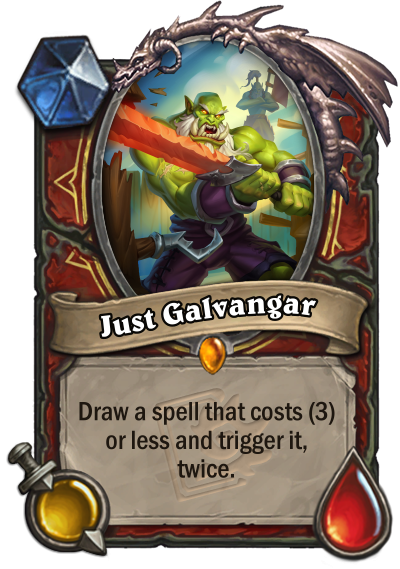 Just Galvangar
Draw a spell that costs (3)
or less and trigger it,
twice.